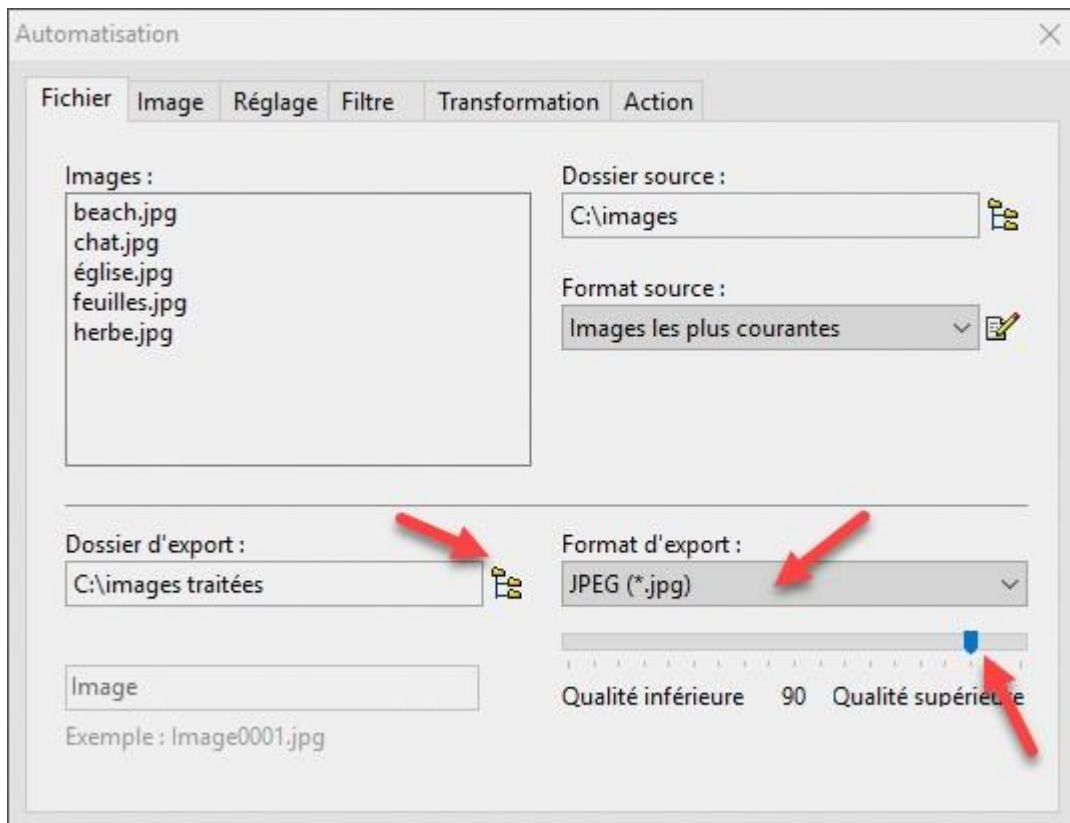 Automatisation
Fichier Image Réglage Filtre Transformation Action
Images :
beach.jpg
chat.jpg
église.jpg
feuilles.jpg
herbe.jpg
Dossier source :
C:\images
Format source :
Images les plus courantes
Dossier d'export :
C:\images traitées
Image
Exemple : Image0001.jpg
Format d'export :
JPEG (*.jpg)
Qualité inférieure 90 Qualité supérieure